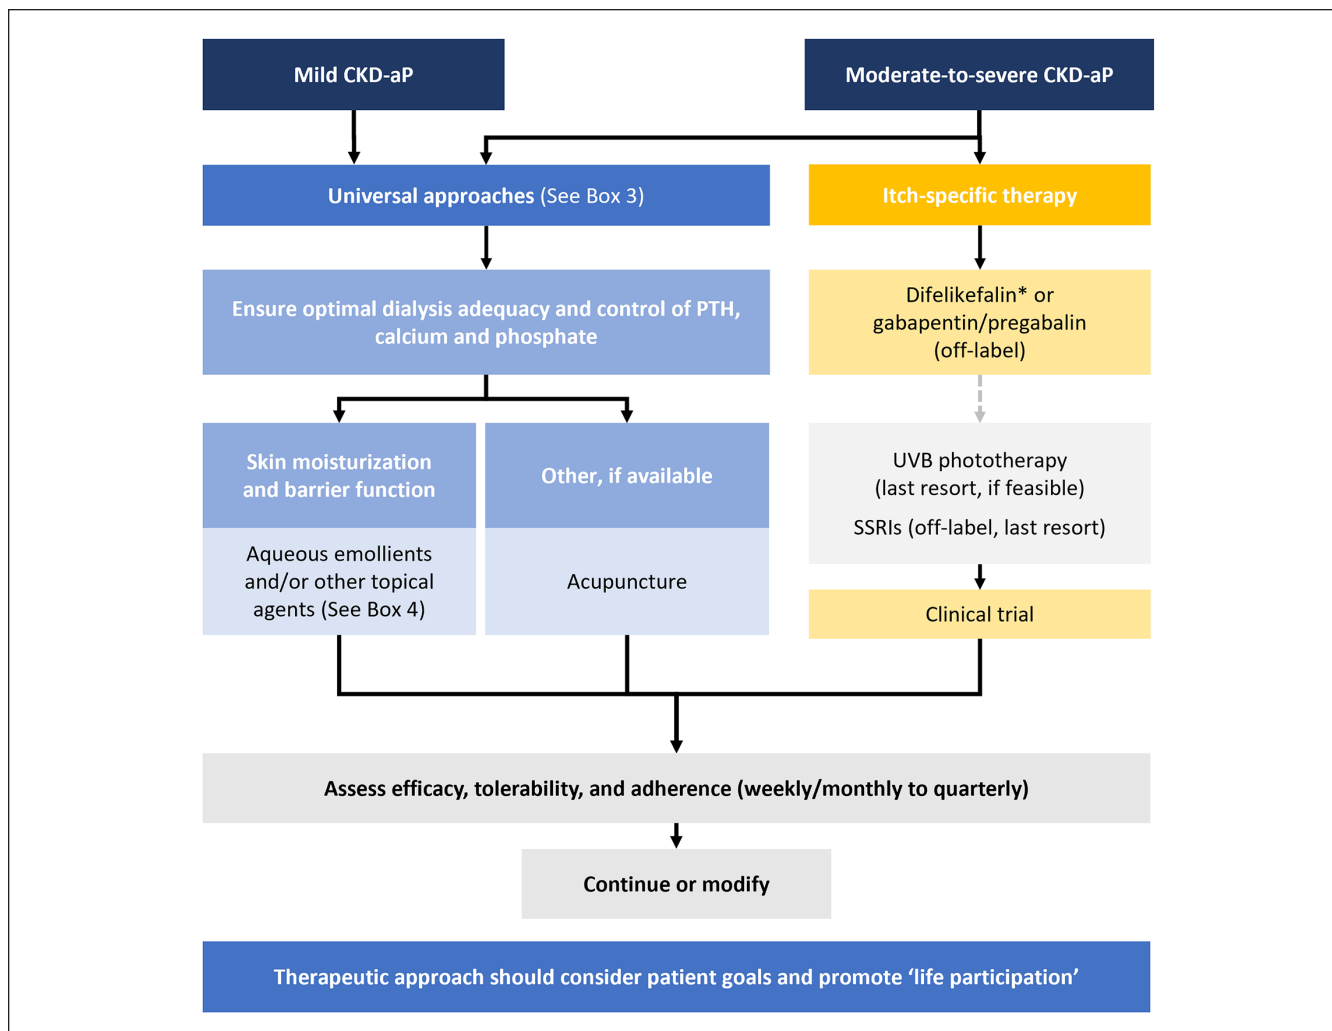 Mild CKD-aP
Moderate-to-severe CKD-aP
Universal approaches (See Box 3)
Itch-specific therapy
Ensure optimal dialysis adequacy and control of PTH,
calcium and phosphate
Difelikefalin* or
gabapentin/pregabalin
(off-label)
Skin moisturization
and barrier function
Other, if available
UVB phototherapy
(last resort, if feasible)
SSRIs (off-label, last resort)
Aqueous emollients
and/or other topical
agents (See Box 4)
Acupuncture
Clinical trial
Assess efficacy, tolerability, and adherence (weekly/monthly to quarterly)
Continue or modify
Therapeutic approach should consider patient goals and promote ‘life participation’